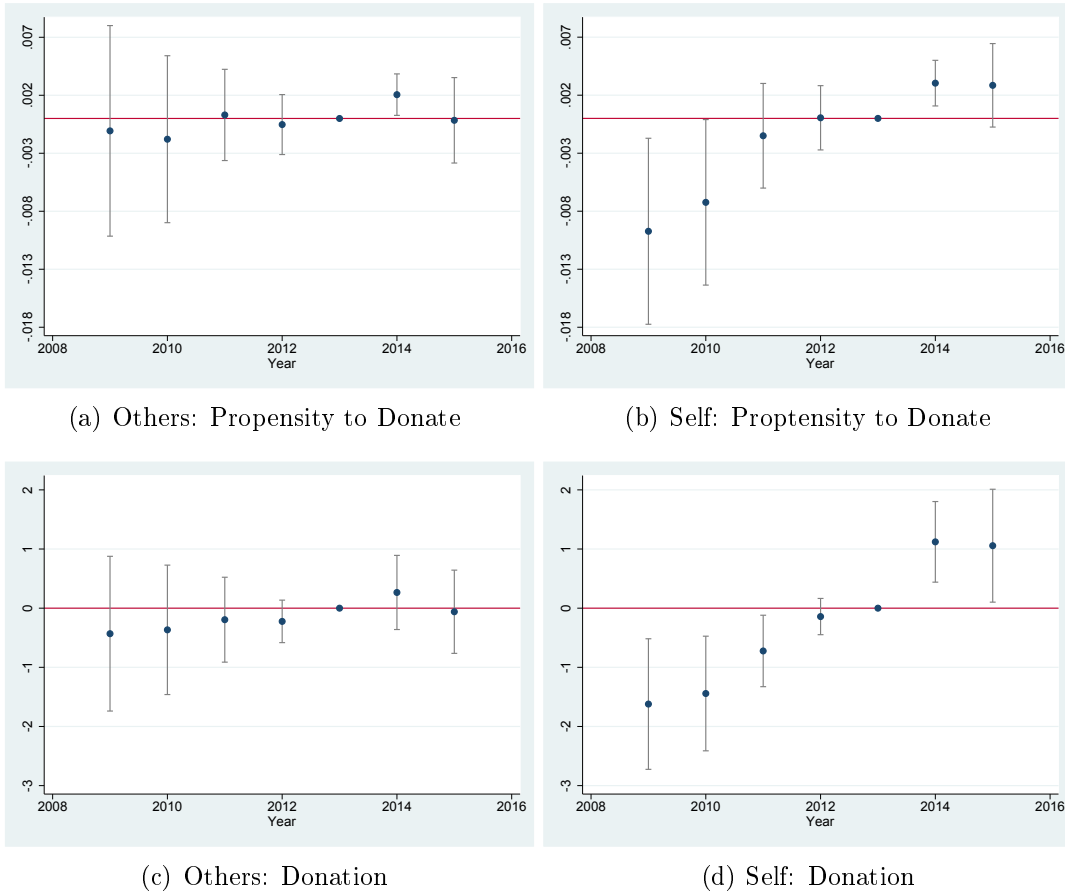 .007
.002
-.003
-.008
-.013
-.018
2008 2010 2012 2014 2016
Year
(a) Others: Propensity to Donate
.007
.002
-.003
-.008
-.013
-.018
2008 2010 2012 2014 2016
Year
(b) Self: Proptensity to Donate
2
1
0
-1
-2
-3
2008 2010 2012 2014 2016
Year
(c) Others: Donation
2
1
0
-1
-2
-3
2008 2010 2012 2014 2016
Year
(d) Self: Donation